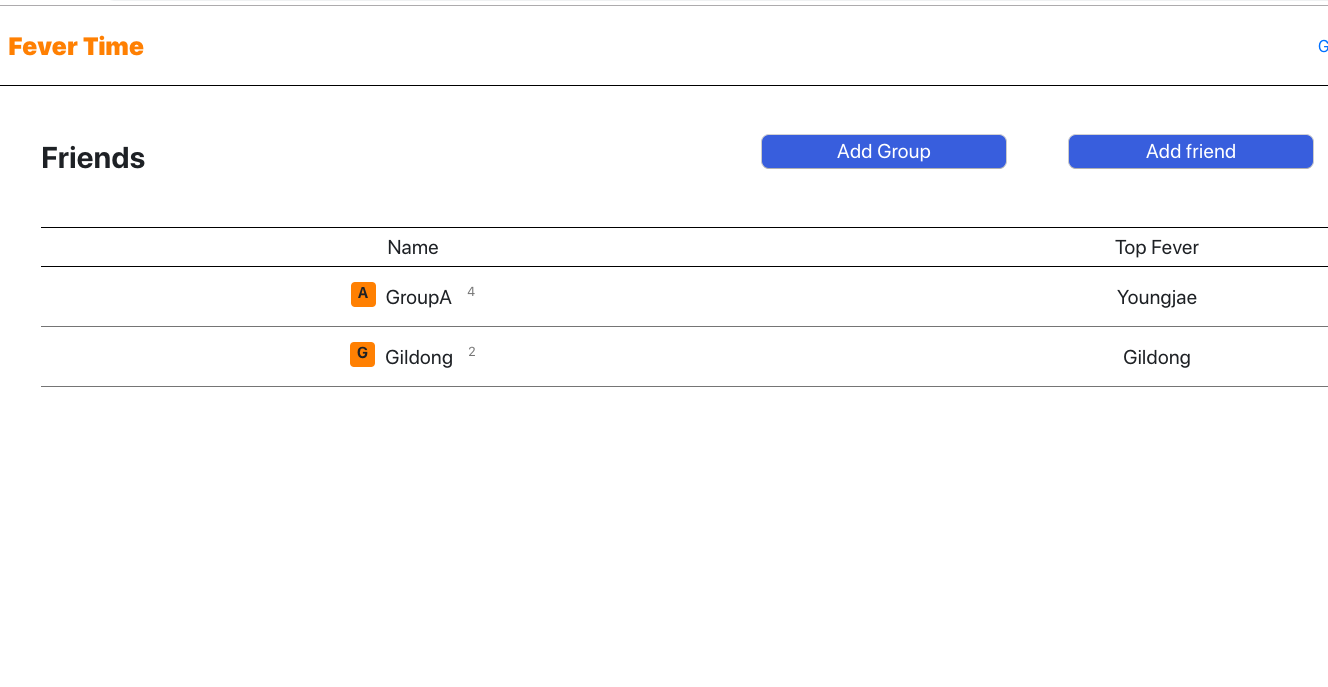 Fever Time
G
Friends
Add Group
Add friend
Name
Top Fever
A GroupA 4
Youngjae
G Gildong 2
Gildong